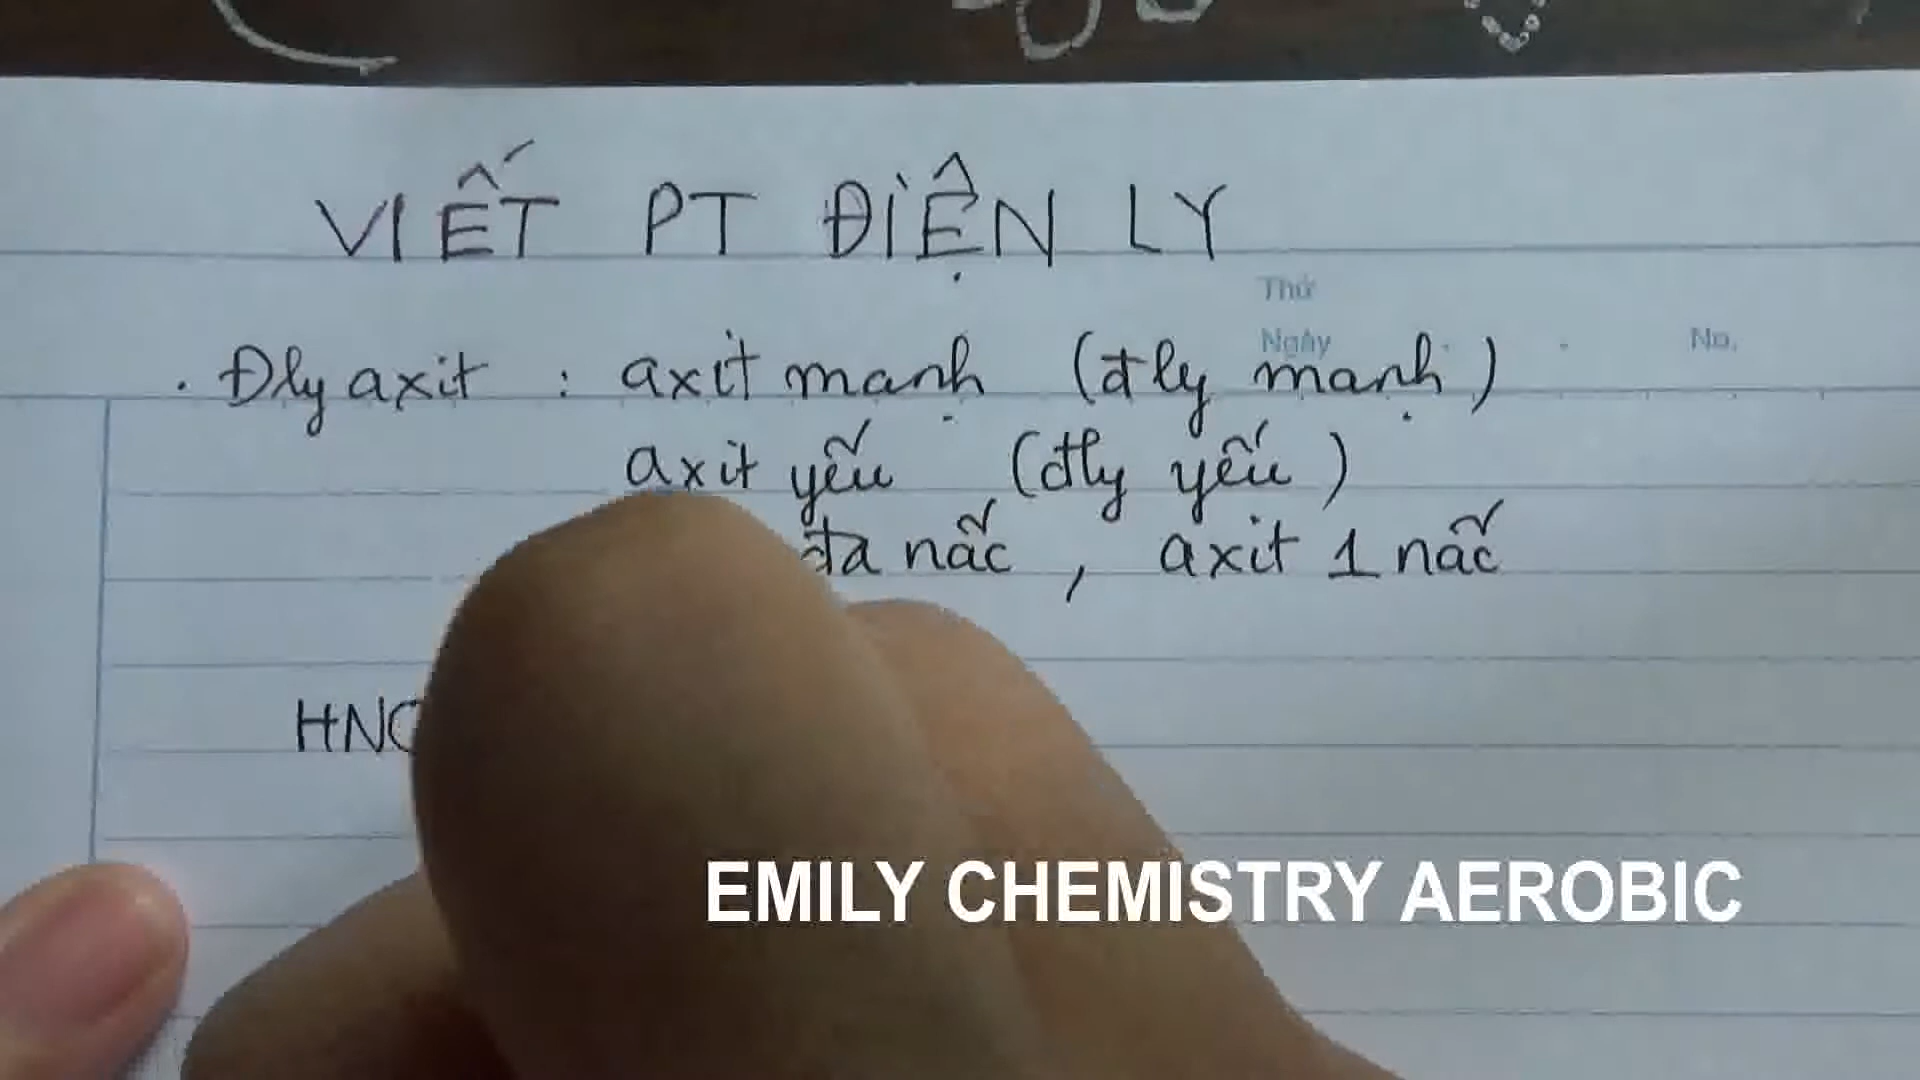 VIẾT PT ĐIỆN LY
Thứ
Ngày
No.
. Đly axit : axit mạnh (đly mạnh)
axit yếu (đly yếu)
đa nấc , axit 1 nấc
EMILY CHEMISTRY AEROBIC